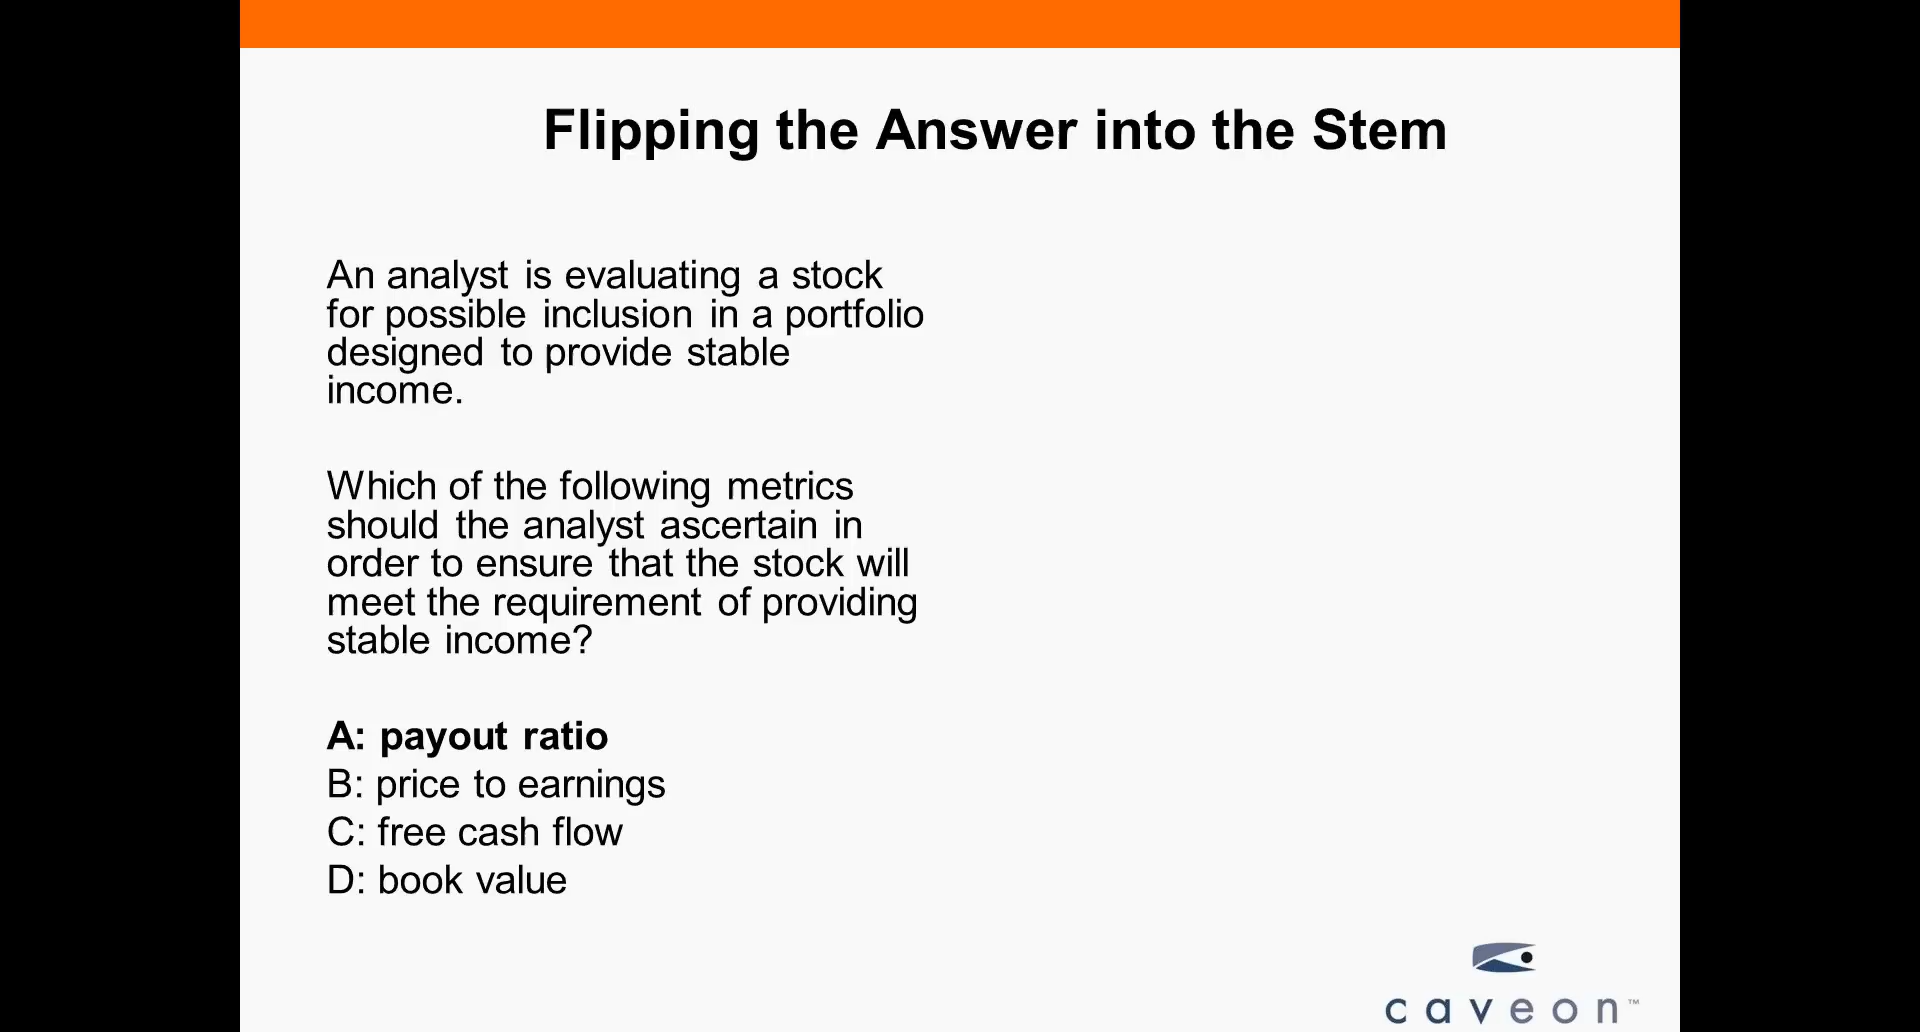 Flipping the Answer into the Stem
An analyst is evaluating a stock
for possible inclusion in a portfolio
designed to provide stable
income.
Which of the following metrics
should the analyst ascertain in
order to ensure that the stock will
meet the requirement of providing
stable income?
A: payout ratio
B: price to earnings
C: free cash flow
D: book value
caveon™